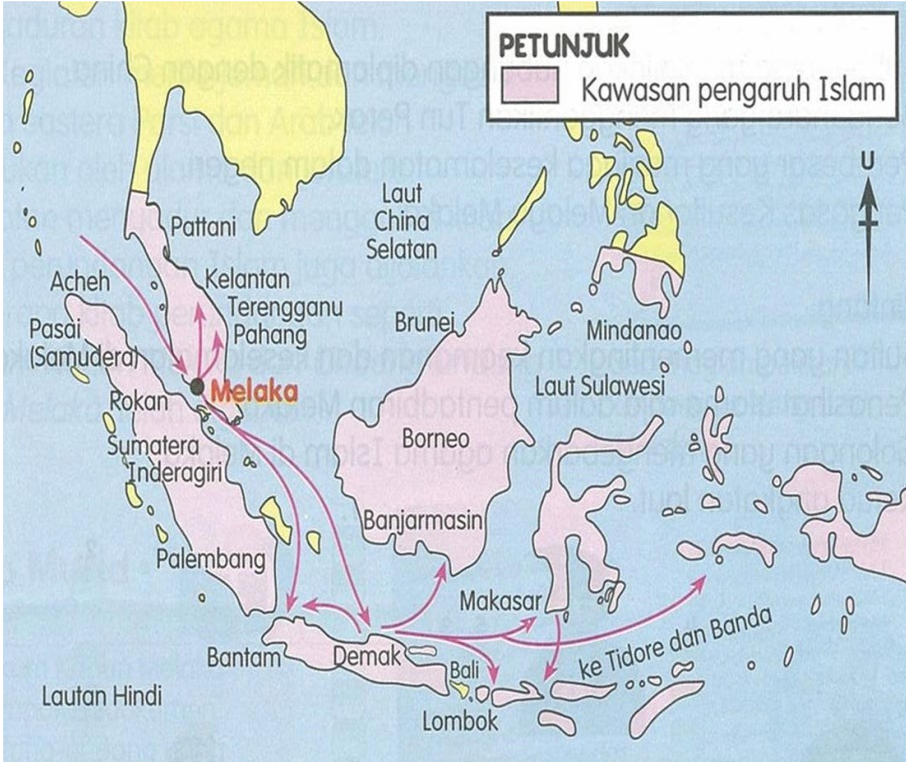 PETUNJUK
Kawasan pengaruh Islam
U
Laut
China
Selatan
Pattani
Kelantan
Terengganu
Pahang
Acheh
Pasai
(Samudera)
Melaka
Rokan
Sumatera
Inderagiri
Palembang
Brunei
Borneo
Banjarmasin
Mindanao
Laut Sulawesi
Makasar
ke Tidore dan Banda
Bantam
Demak
Bali
Lombok
Lautan Hindi